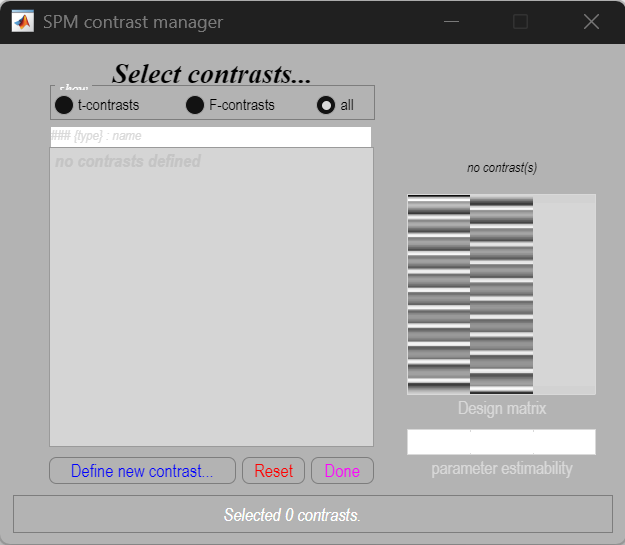 SPM contrast manager
Select contrasts...
show
t-contrasts F-contrasts all
### {type} : name
no contrasts defined
no contrast(s)
Design matrix
parameter estimability
Define new contrast... Reset Done
Selected 0 contrasts.